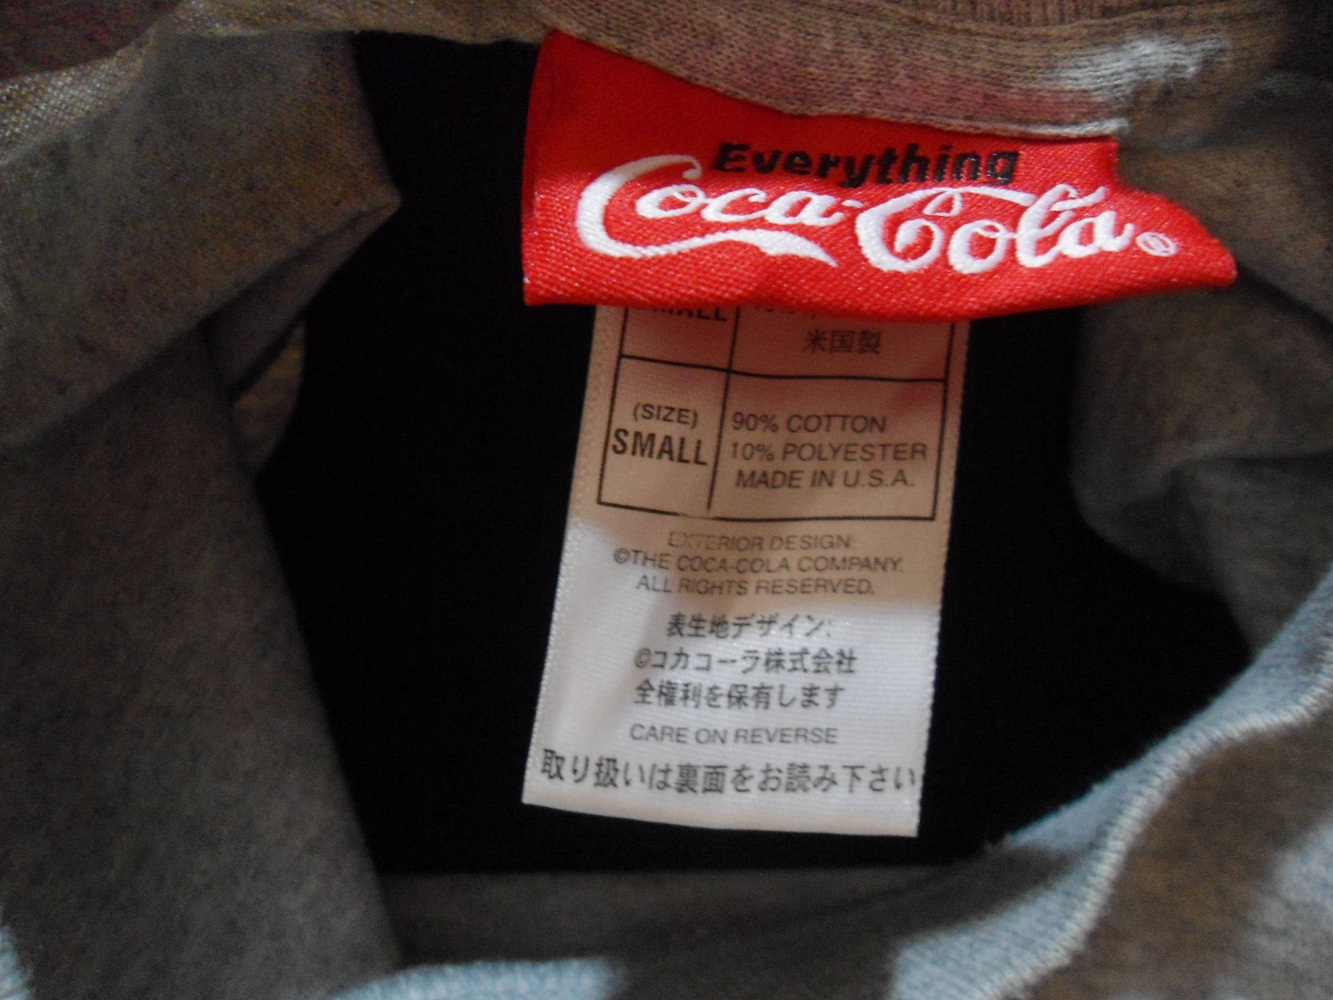 Everything
Coca-Cola®
SMALL
米国製
(SIZE)
SMALL
90% COTTON
10% POLYESTER
MADE IN U.S.A.
EXTERIOR DESIGN:
©THE COCA-COLA COMPANY.
ALL RIGHTS RESERVED.
表生地デザイン:
©コカコーラ株式会社
全権利を保有します
CARE ON REVERSE
取り扱いは裏面をお読み下さい